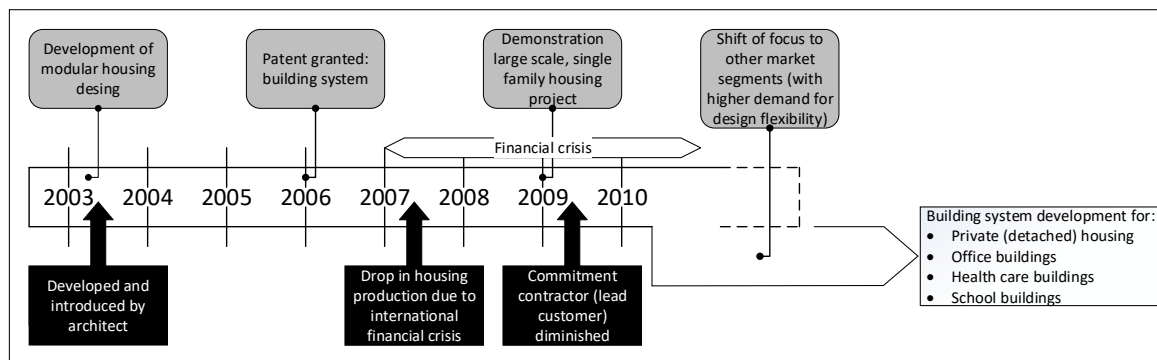 Development of
modular housing
desing
Patent granted:
building system
Demonstration
large scale, single
family housing
project
Shift of focus to
other market
segments (with
higher demand for
design flexibility)
Financial crisis
2003 2004 2005 2006 2007 2008 2009 2010
Developed and
introduced by
architect
Drop in housing
production due to
international
financial crisis
Commitment
contractor (lead
customer)
diminished
Building system development for:
• Private (detached) housing
• Office buildings
• Health care buildings
• School buildings